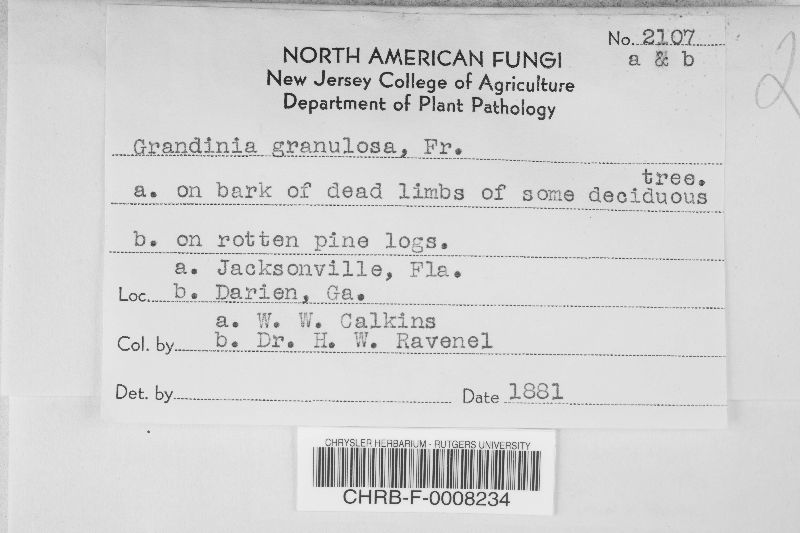 No. 2107
a & b
NORTH AMERICAN FUNGI
New Jersey College of Agriculture
Department of Plant Pathology
Grandinia granulosa, Fr.
tree.
a. on bark of dead limbs of some deciduous
b. on rotten pine logs.
a. Jacksonville, Fla.
Loc. b. Darien, Ga.
a. W. W. Calkins
Col. by b. Dr. H. W. Ravenel
Det. by Date 1881
CHRYSLER HERBARIUM - RUTGERS UNIVERSITY
CHRB-F-0008234
2